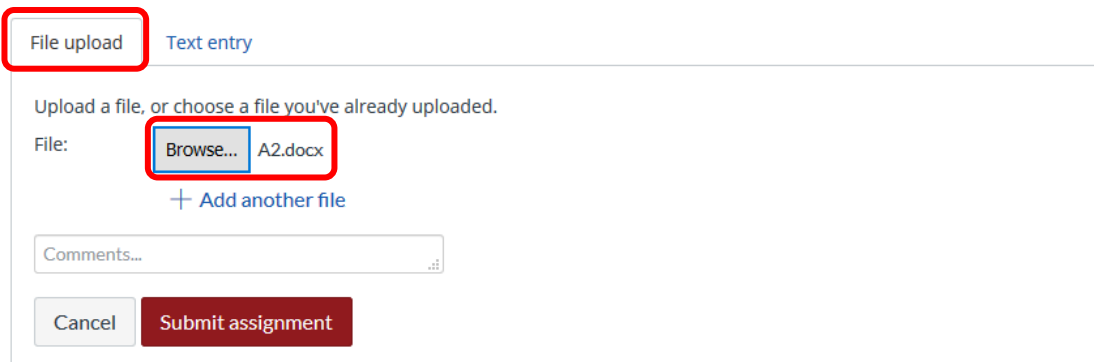 File upload Text entry
Upload a file, or choose a file you've already uploaded.
File: Browse... A2.docx
+ Add another file
Comments...
Cancel Submit assignment